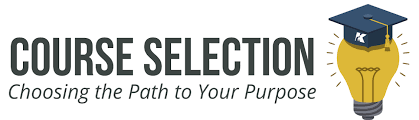 COURSE SELECTION
Choosing the Path to Your Purpose